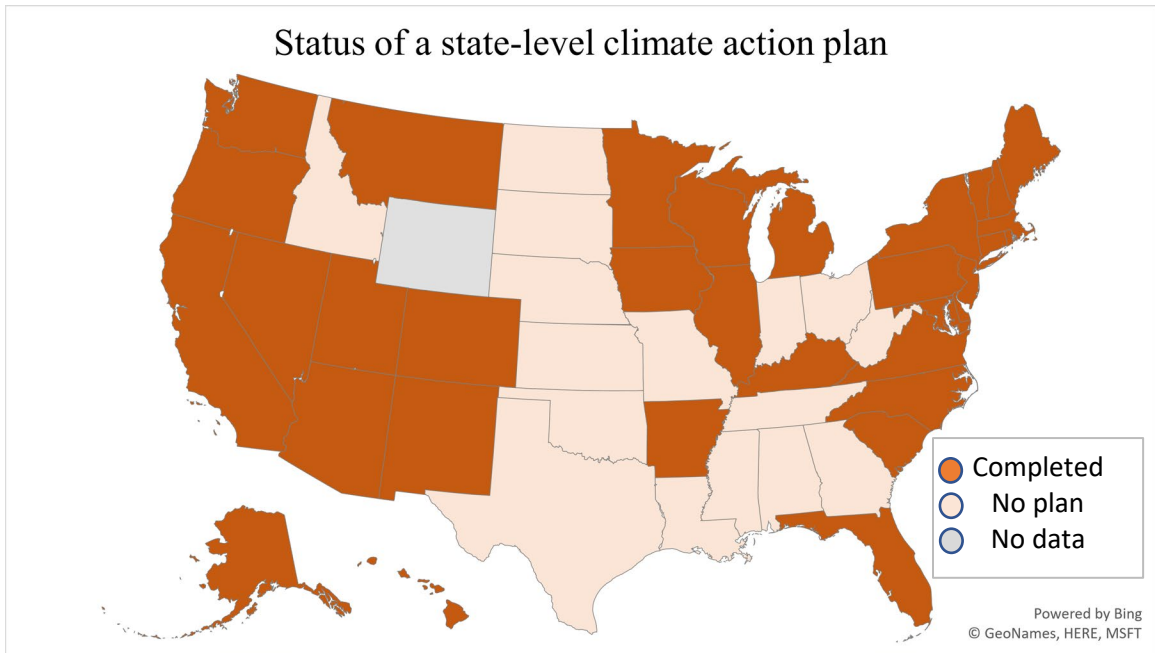 Status of a state-level climate action plan
Completed
No plan
No data
Powered by Bing
© GeoNames, HERE, MSFT